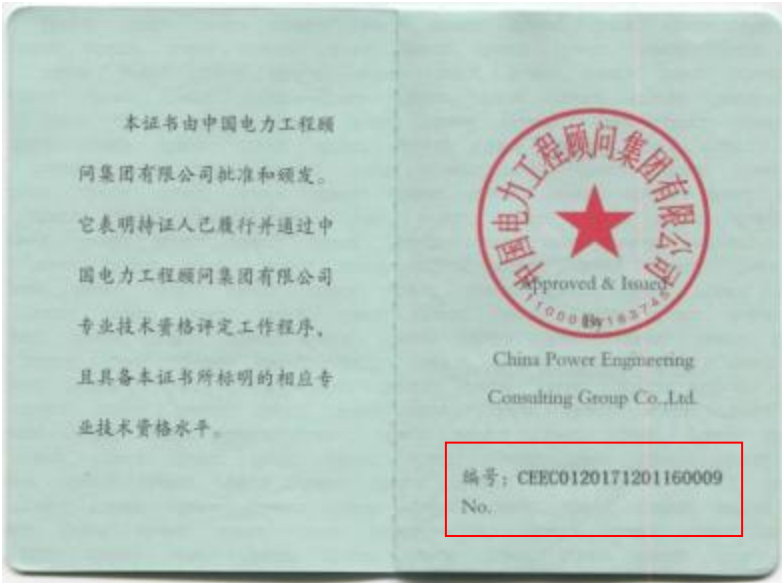 本证书由中国电力工程顾
问集团有限公司批准和颁发。
它表明持证人已履行并通过中
国电力工程顾问集团有限公司
专业技术资格评定工作程序,
且具备本证书所标明的相应专
业技术资格水平。
中国电力工程顾问集团有限公司
Approved & Issued
By
China Power Engineering
Consulting Group Co.,Ltd.
编号: CEEC0120171201160009
No.